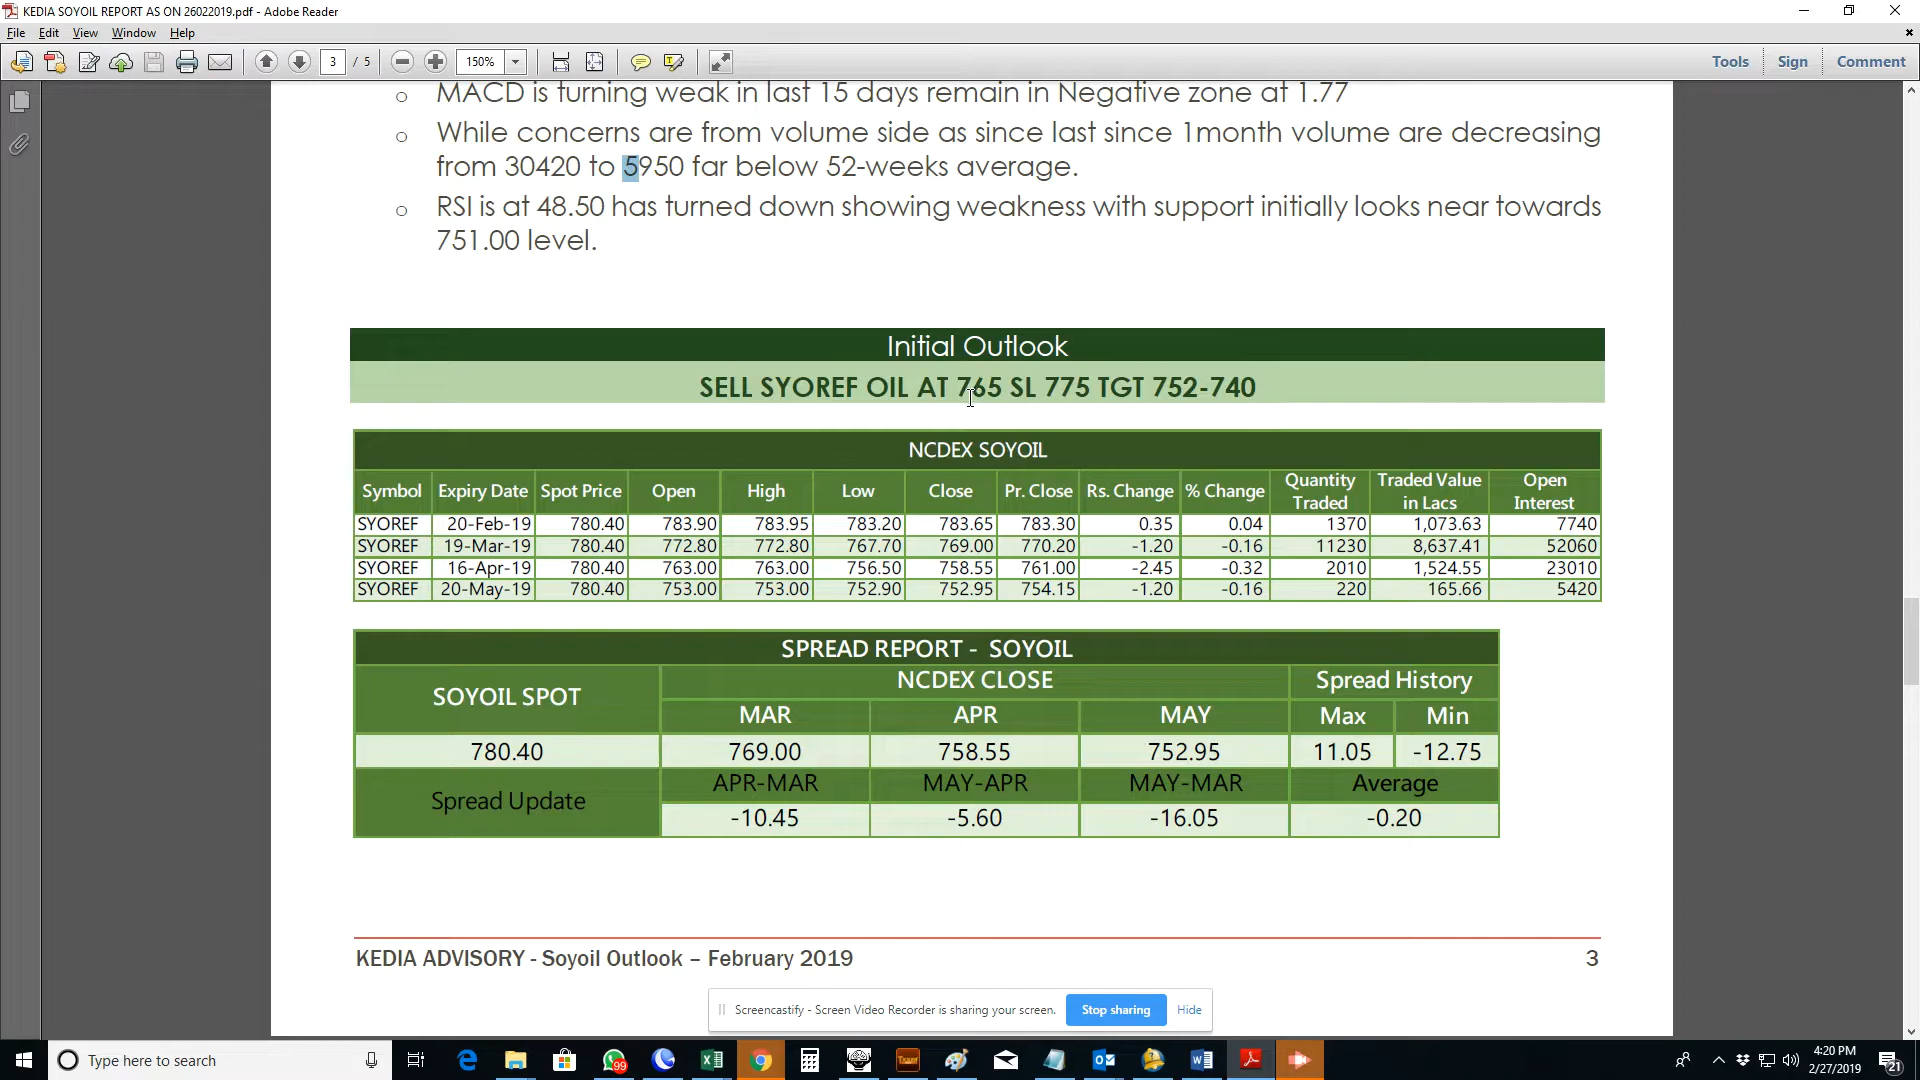 KEDIA SOYOIL REPORT AS ON 26022019.pdf - Adobe Reader
File Edit View Window Help
3 / 5 150% Tools Sign Comment
o MACD is turning weak in last 15 days remain in Negative zone at 1.77
o While concerns are from volume side as since last since 1month volume are decreasing
from 30420 to 5950 far below 52-weeks average.
o RSI is at 48.50 has turned down showing weakness with support initially looks near towards
751.00 level.
Initial Outlook
SELL SYOREF OIL AT 765 SL 775 TGT 752-740
NCDEX SOYOIL
Symbol Expiry Date Spot Price Open High Low Close Pr. Close Rs. Change % Change Quantity Traded Traded Value in Lacs Open Interest
SYOREF 20-Feb-19 780.40 783.90 783.95 783.20 783.65 783.30 0.35 0.04 1370 1,073.63 7740
SYOREF 19-Mar-19 780.40 772.80 772.80 767.70 769.00 770.20 -1.20 -0.16 11230 8,637.41 52060
SYOREF 16-Apr-19 780.40 763.00 763.00 756.50 758.55 761.00 -2.45 -0.32 2010 1,524.55 23010
SYOREF 20-May-19 780.40 753.00 753.00 752.90 752.95 754.15 -1.20 -0.16 220 165.66 5420
SPREAD REPORT - SOYOIL
SOYOIL SPOT NCDEX CLOSE Spread History
MAR APR MAY Max Min
780.40 769.00 758.55 752.95 11.05 -12.75
Spread Update APR-MAR MAY-APR MAY-MAR Average
-10.45 -5.60 -16.05 -0.20
KEDIA ADVISORY - Soyoil Outlook – February 2019 3
Screencastify - Screen Video Recorder is sharing your screen. Stop sharing Hide
Type here to search
99
4:20 PM
2/27/2019
21